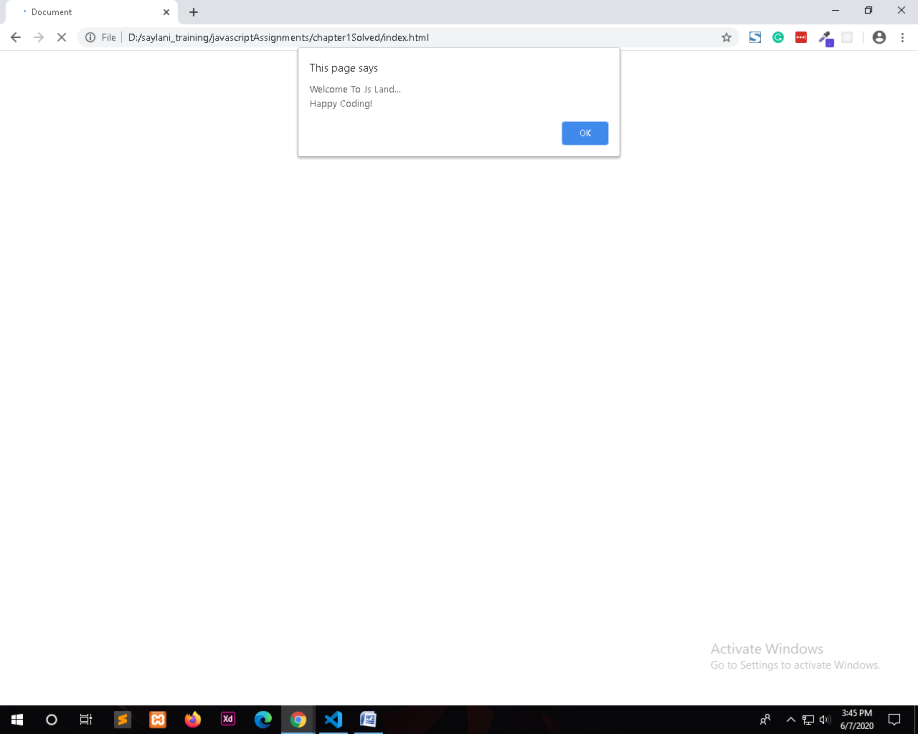 Document
File
D:/saylani_training/javascriptAssignments/chapter1Solved/index.html
This page says
Welcome To Js Land...
Happy Coding!
OK
Activate Windows
Go to Settings to activate Windows.
Xd
3:45 PM
6/7/2020